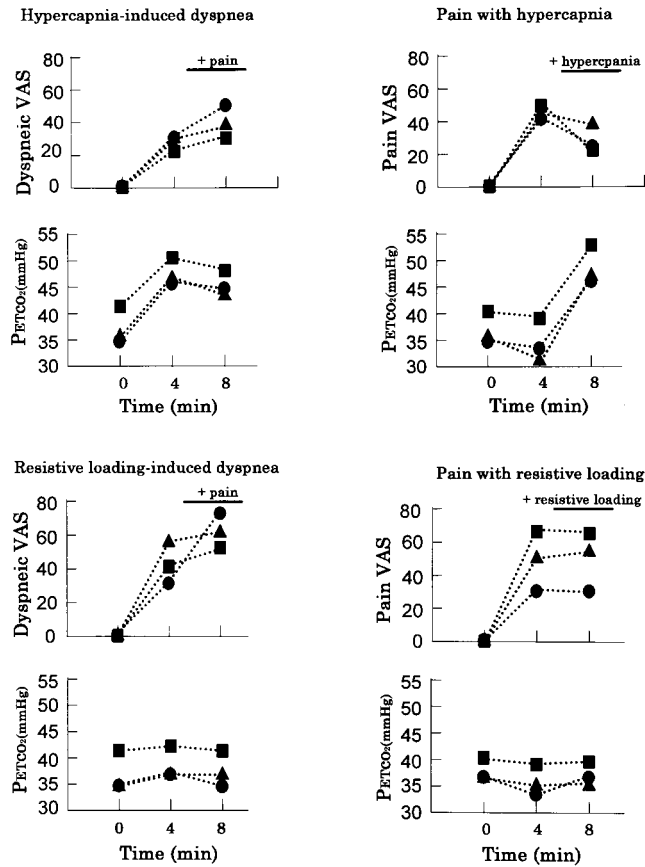 Hypercapnia-induced dyspnea
+ pain
Dyspneic VAS
80
60
40
20
0
PETCO2(mmHg)
55
50
45
40
35
30
0 4 8
Time (min)
Pain with hypercapnia
+ hypercpania
Pain VAS
80
60
40
20
0
PETCO2(mmHg)
55
50
45
40
35
30
0 4 8
Time (min)
Resistive loading-induced dyspnea
+ pain
Dyspneic VAS
80
60
40
20
0
PETCO2(mmHg)
55
50
45
40
35
30
0 4 8
Time (min)
Pain with resistive loading
+ resistive loading
Pain VAS
80
60
40
20
0
PETCO2(mmHg)
55
50
45
40
35
30
0 4 8
Time (min)